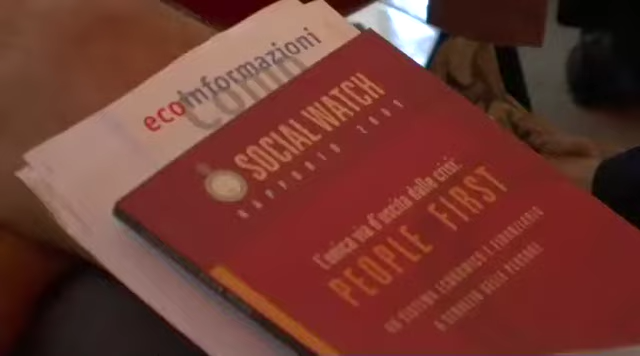 ecoinformazioni
Como
SOCIAL WATCH
RAPPORTO 2009
l'unica via d'uscita dalla crisi:
PEOPLE FIRST
UN SISTEMA ECONOMICO E FINANZIARIO
A SERVIZIO DELLE PERSONE